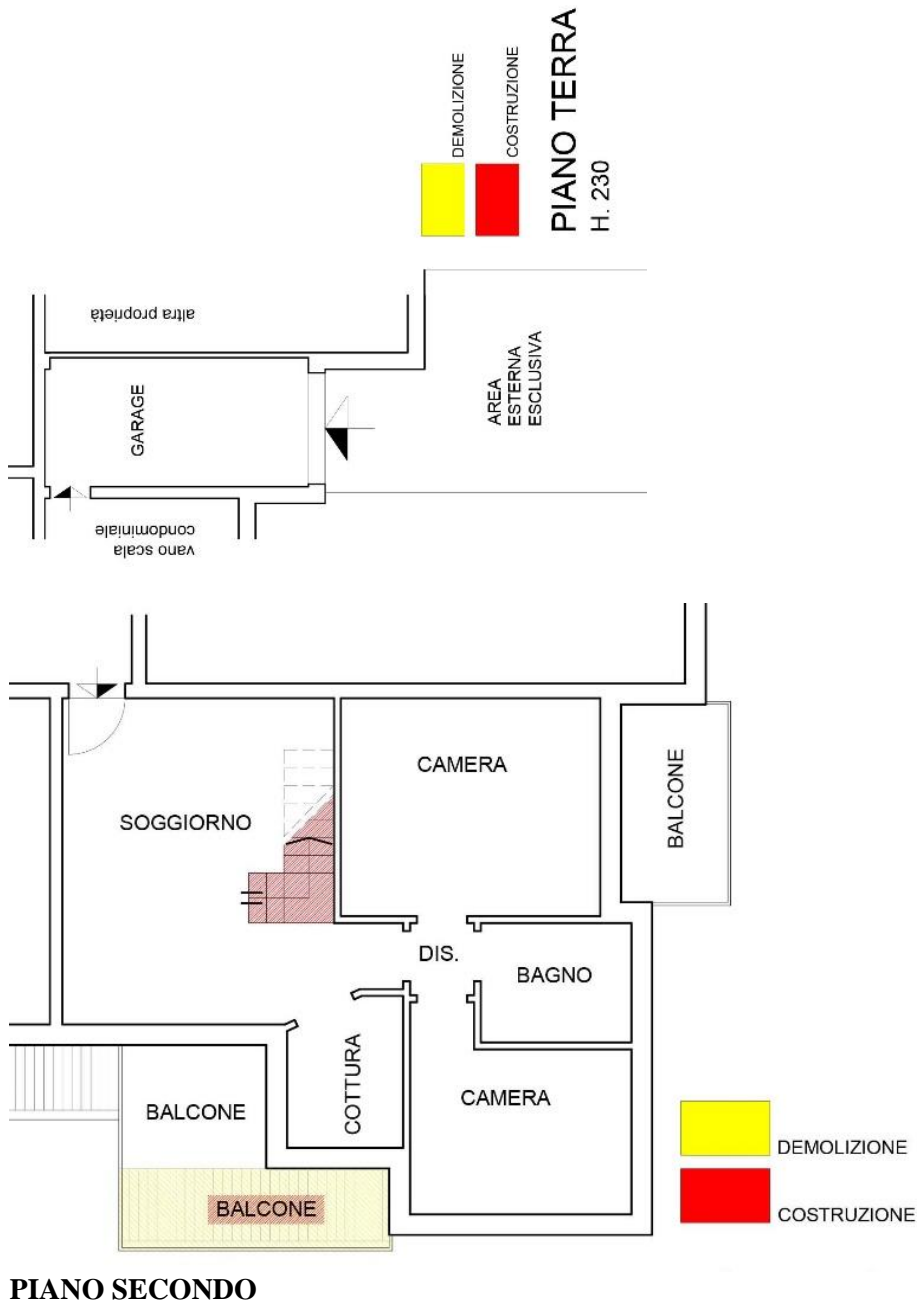 DEMOLIZIONE
COSTRUZIONE
PIANO TERRA
H. 230
altra proprietà
GARAGE
AREA
ESTERNA
ESCLUSIVA
vano scala
condominiale
CAMERA
BALCONE
SOGGIORNO
DIS.
BAGNO
COTTURA
CAMERA
BALCONE
BALCONE
DEMOLIZIONE
COSTRUZIONE
PIANO SECONDO